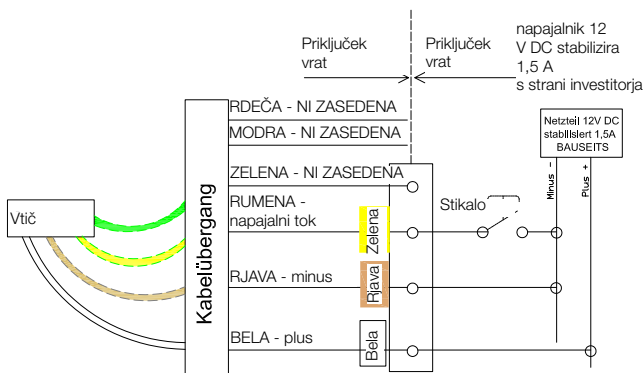 Priključek
vrat
Priključek
vrat
napajalnik 12
V DC stabilizira
1,5 A
s strani investitorja
RDEČA - NI ZASEDENA
MODRA - NI ZASEDENA
ZELENA - NI ZASEDENA
RUMENA -
napajalni tok
RJAVA - minus
BELA - plus
Vtič
Kabelübergang
Zelena
Rjava
Bela
Stikalo
Netzteil 12V DC
stabilisiert 1,5A
BAUSEITS
Minus -
Plus +